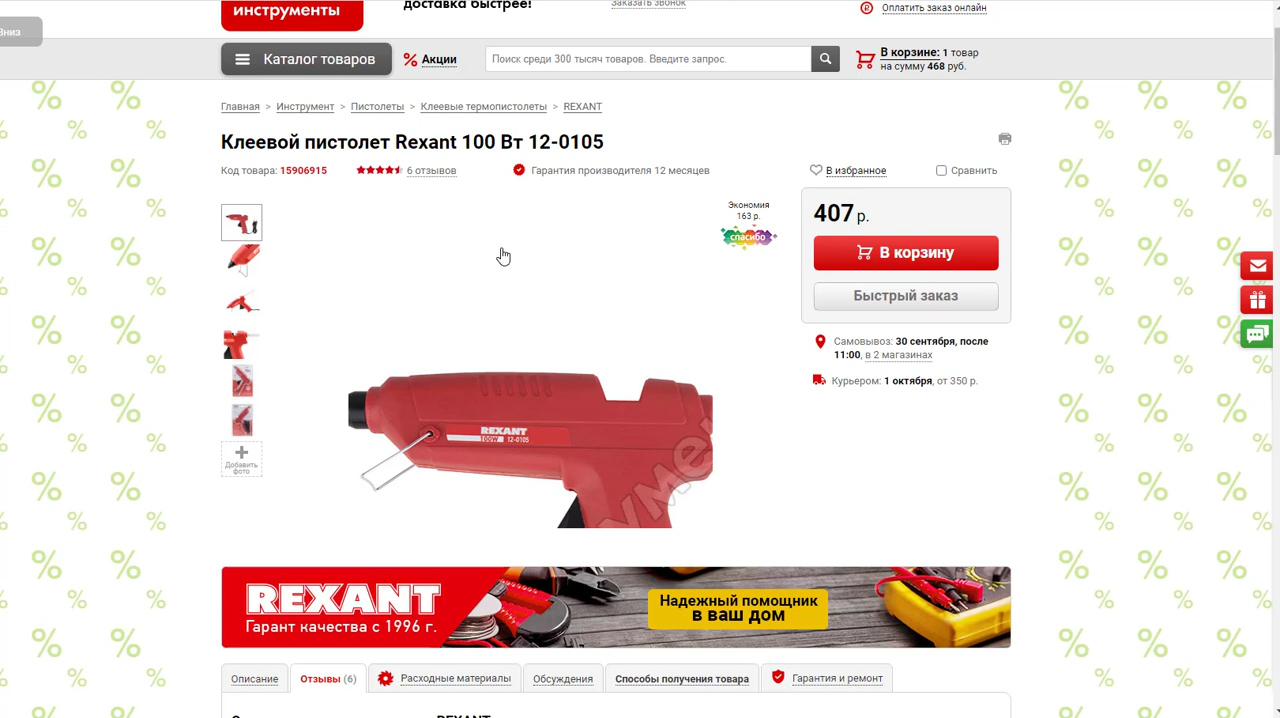 инструменты
доставка быстрее!
Заказать звонок
Оплатить заказ онлайн
Вниз
Каталог товаров
% Акции
Поиск среди 300 тысяч товаров. Введите запрос.
В корзине: 1 товар
на сумму 468 руб.
Главная > Инструмент > Пистолеты > Клеевые термопистолеты > REXANT
Клеевой пистолет Rexant 100 Вт 12-0105
Код товара: 15906915
6 отзывов
Гарантия производителя 12 месяцев
В избранное
Сравнить
Экономия
163 р.
спасибо
407 р.
В корзину
Быстрый заказ
Самовывоз: 30 сентября, после
11:00, в 2 магазинах
Курьером: 1 октября, от 350 р.
Добавить
фото
REXANT
100W 12-0105
REXANT
Гарант качества с 1996 г.
Надежный помощник
в ваш дом
Описание
Отзывы (6)
Расходные материалы
Обсуждения
Способы получения товара
Гарантия и ремонт
REXANT